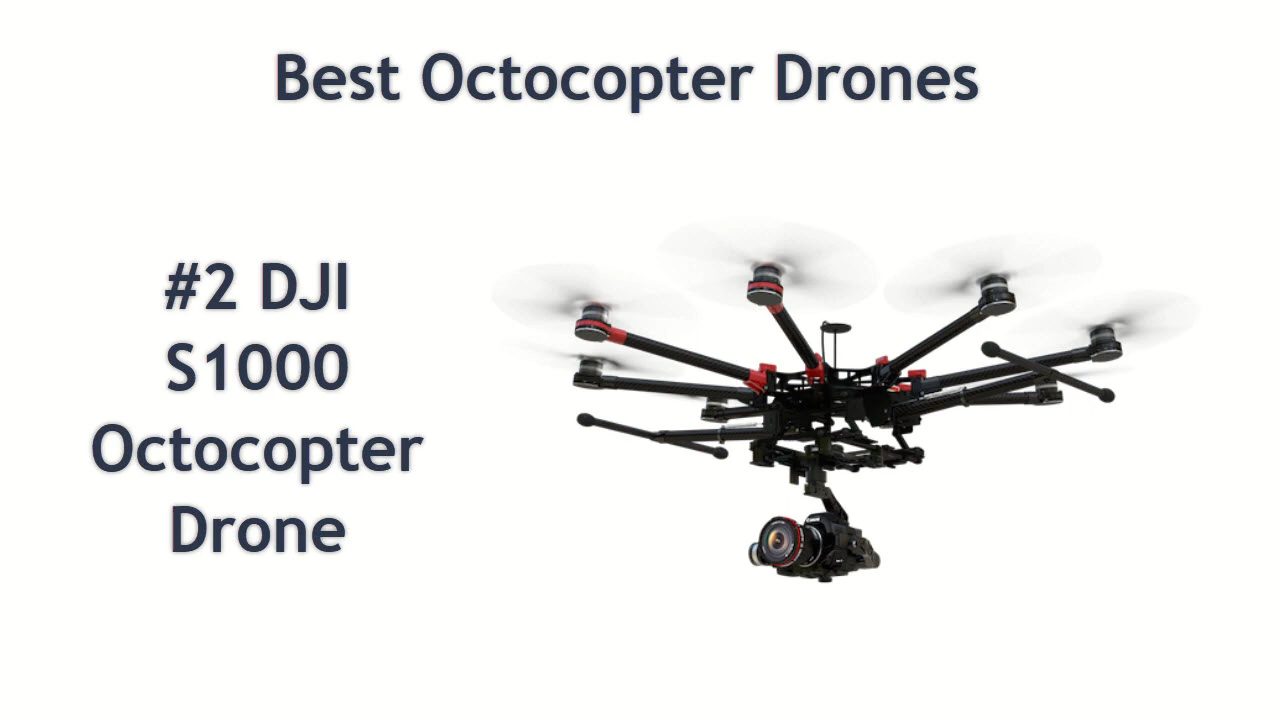 Best Octocopter Drones
#2 DJI
S1000
Octocopter
Drone